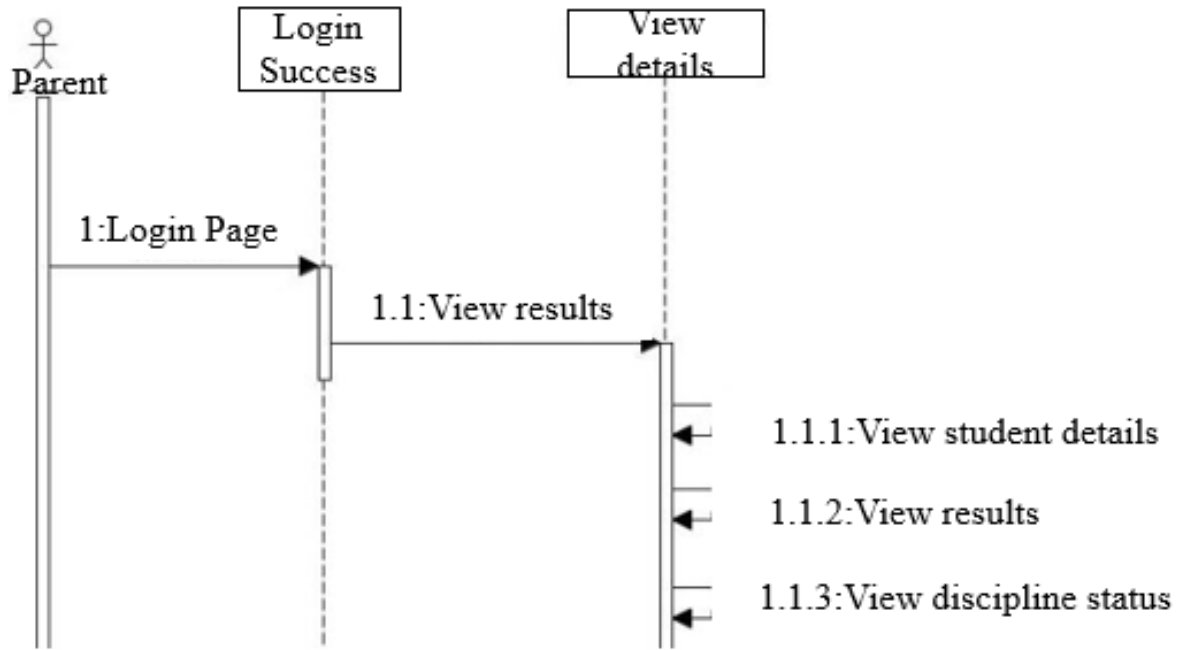 Login
Success
View
details
Parent
1:Login Page
1.1:View results
1.1.1:View student details
1.1.2:View results
1.1.3:View discipline status